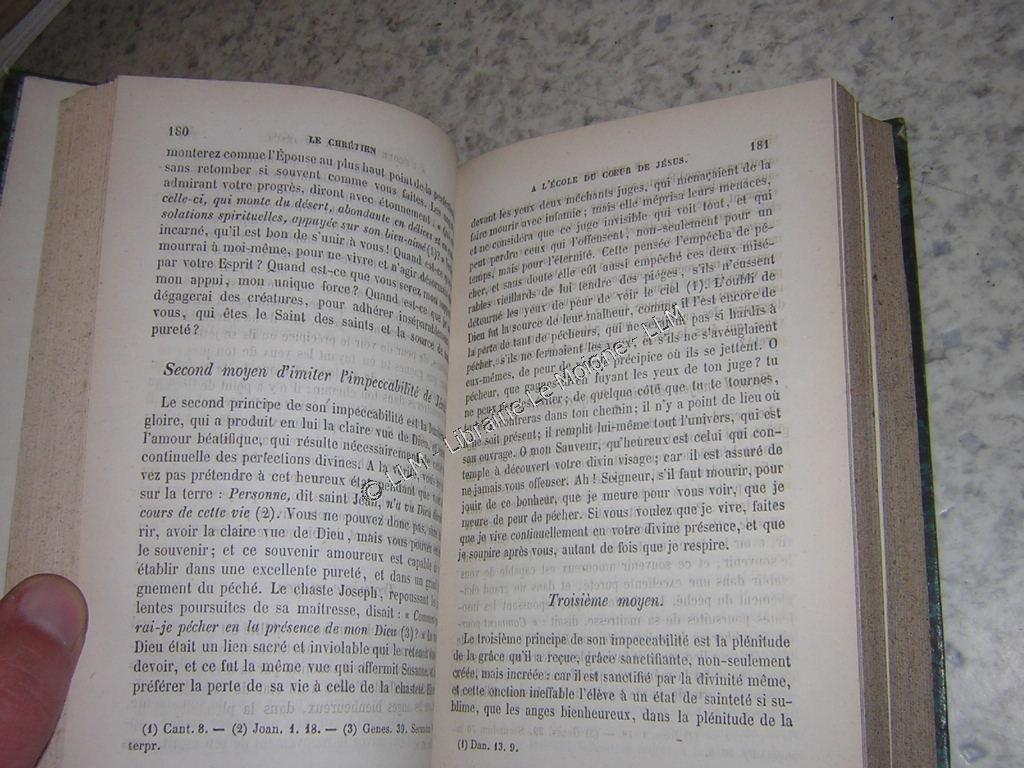 180
LE CHRÉTIEN
monterez comme l'Épouse au plus haut point de la
sans retomber si souvent comme vous faites. Les
admirant votre progrès, diront avec étonnement :
celle-ci, qui monte du désert, abondante en délices et
solations spirituelles, appuyée sur son bien-aimé (1)?
incarné, qu'il est bon de s'unir à vous! Quand est-ce
mourrai à moi-même, pour ne vivre et n'agir
par votre Esprit? Quand est-ce que vous serez mon
mon appui, mon unique force? Quand est-ce que
dégagerai des créatures, pour adhérer
vous, qui êtes le Saint des saints et la source de
pureté?
Second moyen d'imiter l'impeccabilité de
Le second principe de son impeccabilité est la
gloire, qui a produit en lui la claire vue de Dieu,
l'amour béatifique, qui résulte nécessairement
continuelle des perfections divines. A la
vez pas prétendre à cet heureux état pendant que
sur la terre : Personne, dit saint Jean, n'a vu Dieu
cours de cette vie (2). Vous ne pouvez donc pas,
rir, avoir la claire vue de Dieu, mais vous pouvez
le souvenir; et ce souvenir amoureux est capable
établir dans une excellente pureté, et dans un
gnement du péché. Le chaste Joseph, repoussant les
lentes poursuites de sa maîtresse, disait : «
rai-je pécher en la présence de mon Dieu (3)?
Dieu était un lien sacré et inviolable qui le
devoir, et ce fut la même vue qui affermit Susanne,
préférer la perte de sa vie à celle de la chasteté.
(1) Cant. 8. — (2) Joan. 1. 18. — (3) Genes. 39.
terpr.
A L'ÉCOLE DU CŒUR DE JÉSUS.
181
devant les yeux deux méchants juges, qui menaçaient de la
faire mourir avec infamie; mais elle méprisa leurs menaces,
et ne considéra que ce juge invisible qui voit tout, et qui
peut perdre ceux qui l'offensent, non-seulement pour un
temps, mais pour l'éternité. Cette pensée l'empêcha de pé-
cher, et sans doute elle eût aussi empêché ces deux misé-
rables vieillards de lui tendre des pièges, s'ils n'eussent
détourné les yeux de peur de voir le ciel (1). L'oubli de
Dieu fut la source de leur malheur, comme il l'est encore de
la perte de tant de pécheurs, qui ne pas si hardis à
pécher, s'ils ne fermaient les yeux, et s'ils ne s'aveuglaient
eux-mêmes, de peur de précipice où ils se jettent. O
pécheur, que gagnes fuyant les yeux de ton juge? tu
ne peux de quelque côté que tu te tournes,
dans ton chemin; il n'y a point de lieu où
ne soit présent; il remplit lui-même tout l'univers, qui est
son ouvrage. O mon Sauveur, qu'heureux est celui qui con-
temple à découvert votre divin visage; car il est assuré de
ne jamais vous offenser. Ah! Seigneur, s'il faut mourir, pour
jouir de ce bonheur, que je meure pour vous voir, que je
meure de peur de pécher. Si vous voulez que je vive, faites
que je vive continuellement en votre divine présence, et que
je soupire après vous, autant de fois que je respire.
Troisième moyen.
Le troisième principe de son impeccabilité est la plénitude
de la grâce qu'il a reçue, grâce sanctifiante, non-seulement
créée, mais incréée: car il est sanctifié par la divinité même,
et cette onction ineffable l'élève à un état de sainteté si su-
blime, que les anges bienheureux, dans la plénitude de la
(1) Dan. 13. 9.
© LLM - Librairie Le Moigne, LLM